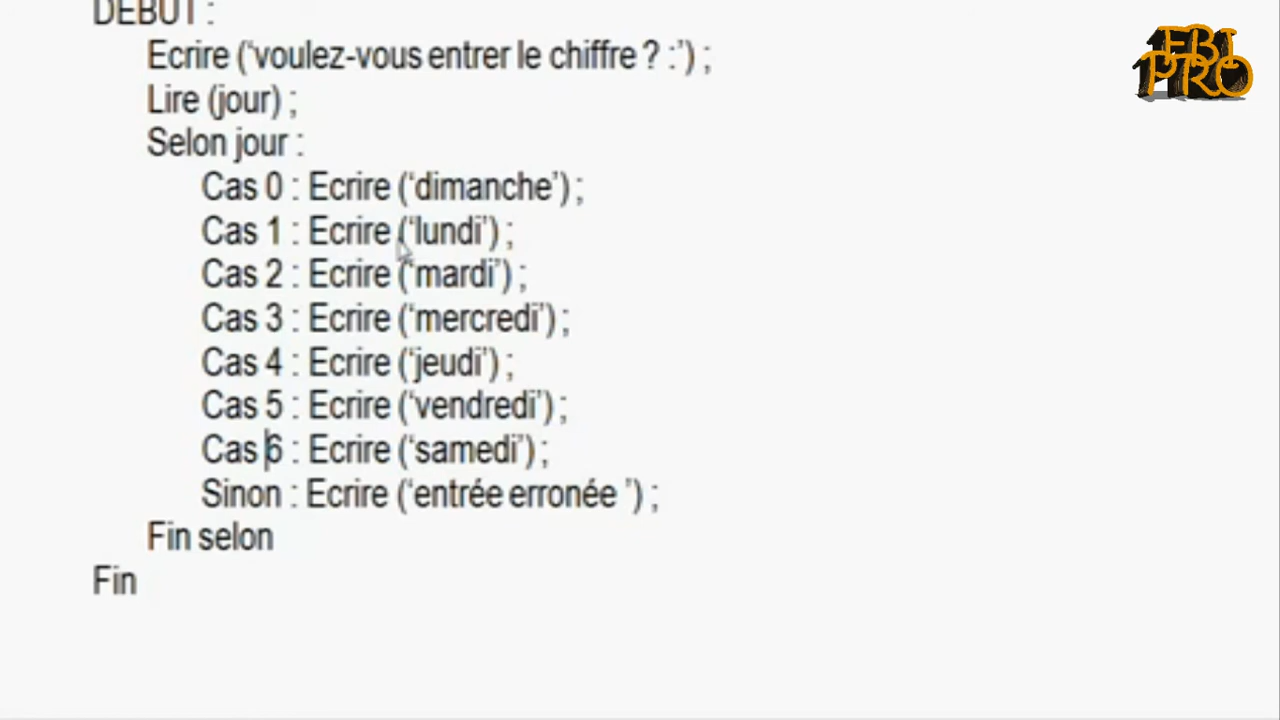 DEBUT :
Ecrire (‘voulez-vous entrer le chiffre ? :’) ;
Lire (jour) ;
Selon jour :
Cas 0 : Ecrire (‘dimanche’) ;
Cas 1 : Ecrire (‘lundi’) ;
Cas 2 : Ecrire (‘mardi’) ;
Cas 3 : Ecrire (‘mercredi’) ;
Cas 4 : Ecrire (‘jeudi’) ;
Cas 5 : Ecrire (‘vendredi’) ;
Cas 6 : Ecrire (‘samedi’) ;
Sinon : Ecrire (‘entrée erronée ’) ;
Fin selon
Fin
FBI
PRO